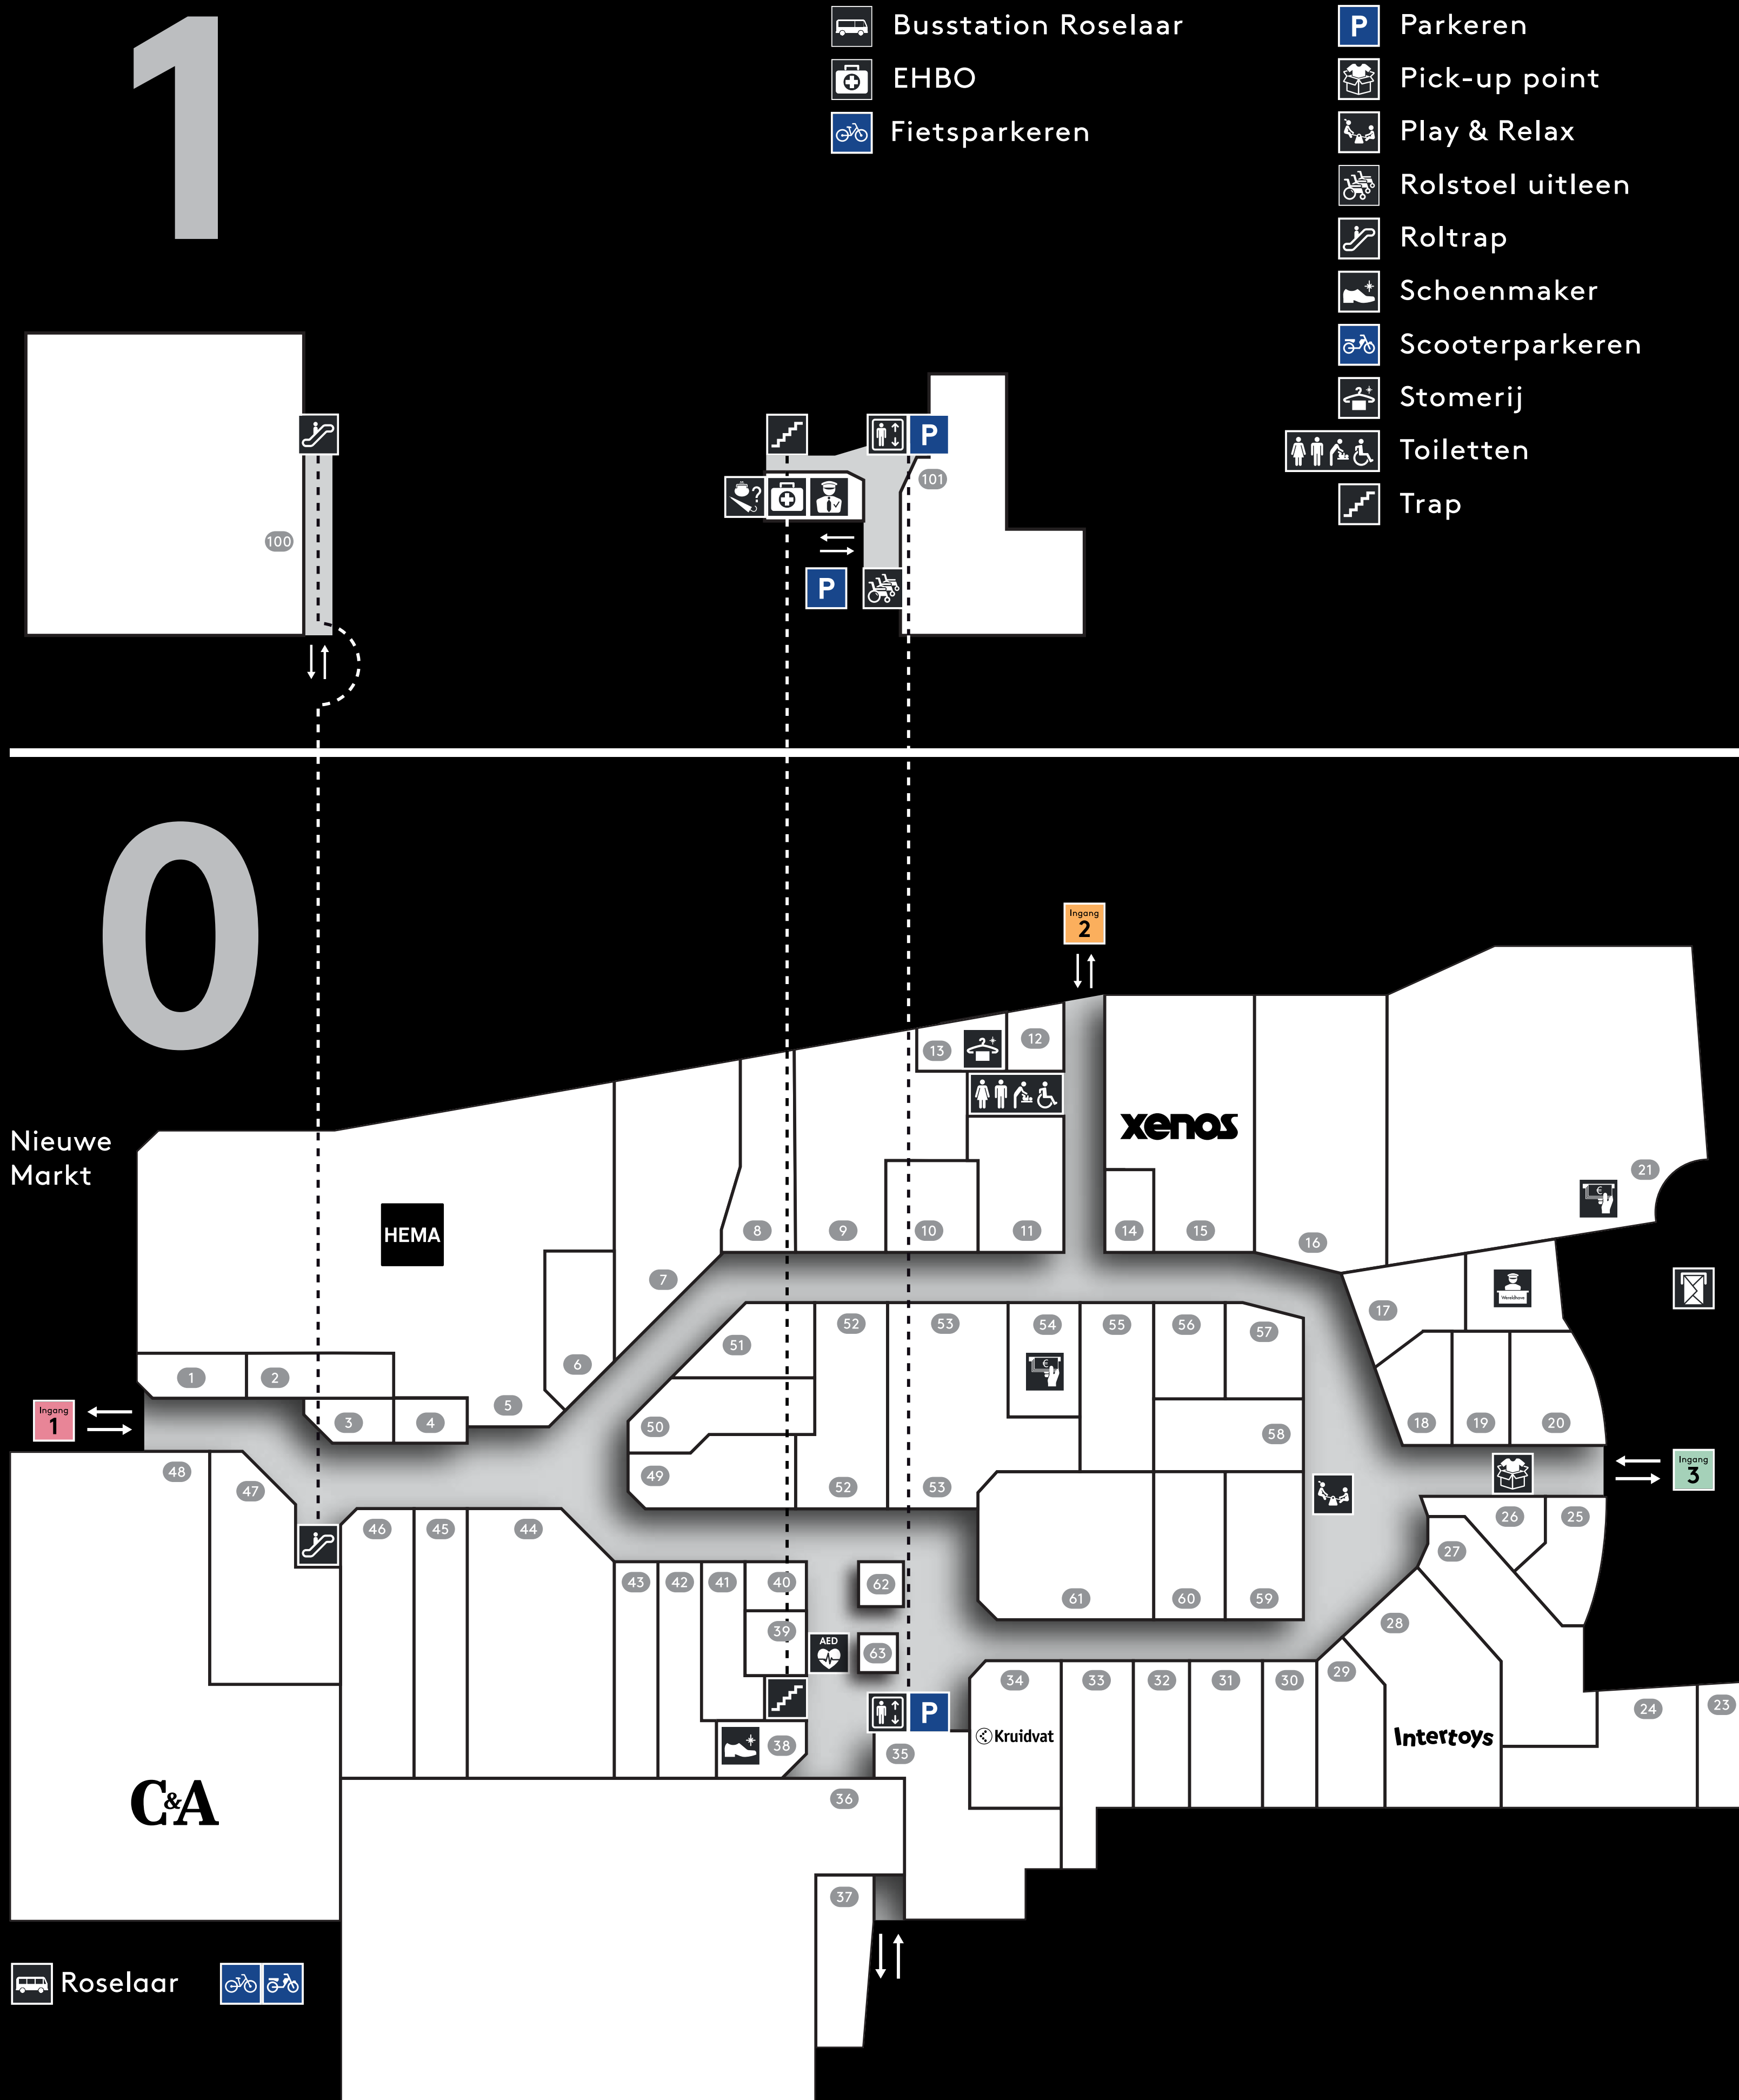 1
Busstation Roselaar
EHBO
Fietsparkeren
P Parkeren
Pick-up point
Play & Relax
Rolstoel uitleen
Roltrap
Schoenmaker
Scooterparkeren
Stomerij
Toiletten
Trap
P
101
?
100
P
0
Ingang
2
13
12
Nieuwe
Markt
xenos
21
€
HEMA
8
9
10
11
14
15
16
7
17
Wereldhave
51
52
53
54
55
56
57
€
6
1
2
5
3
4
Ingang
1
50
58
18
19
20
48
47
49
52
53
Ingang
3
46
45
44
26
25
27
43
42
41
40
62
61
60
59
28
39
AED
63
34
33
32
31
30
29
24
23
P
Kruidvat
Intertoys
38
35
C&A
36
37
Roselaar